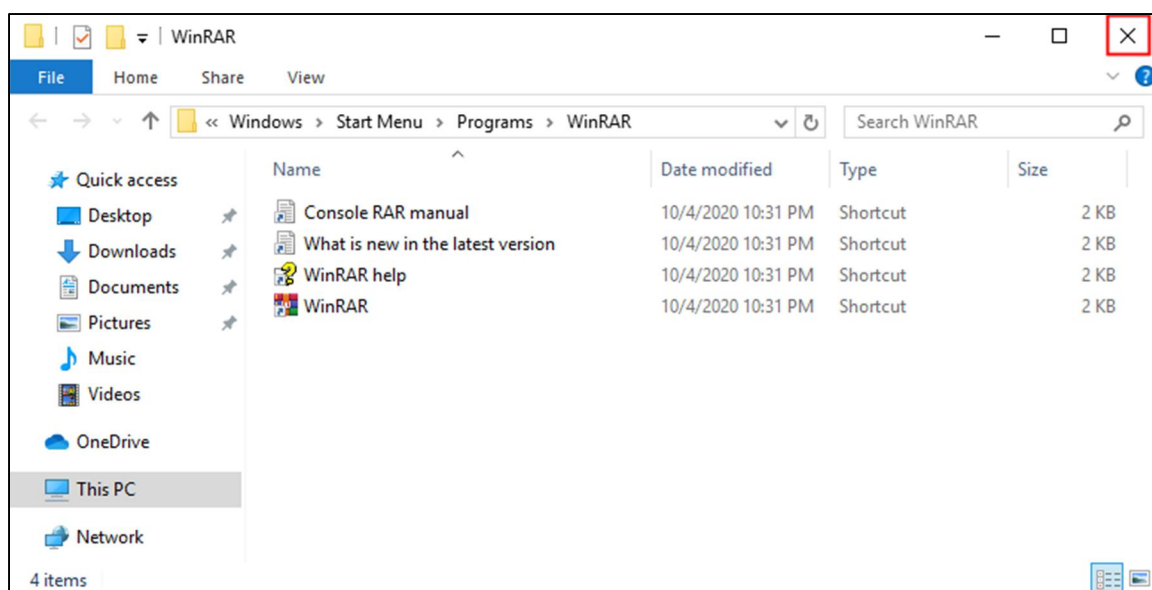 WinRAR
File Home Share View
« Windows > Start Menu > Programs > WinRAR Search WinRAR
Name Date modified Type Size
Quick access
Desktop
Downloads
Documents
Pictures
Music
Videos
OneDrive
This PC
Network
Console RAR manual 10/4/2020 10:31 PM Shortcut 2 KB
What is new in the latest version 10/4/2020 10:31 PM Shortcut 2 KB
WinRAR help 10/4/2020 10:31 PM Shortcut 2 KB
WinRAR 10/4/2020 10:31 PM Shortcut 2 KB
4 items